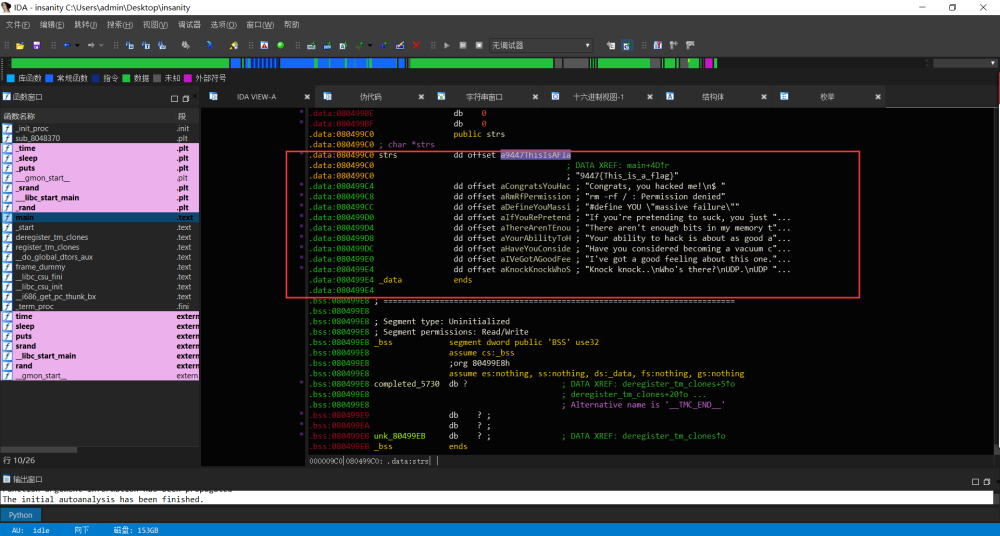 IDA - insanity C:\Users\admin\Desktop\insanity
文件(F) 编辑(E) 跳转(J) 搜索(H) 视图(V) 调试器 选项(O) 窗口(W) 帮助
无调试器
库函数 常规函数 指令 数据 未知 外部符号
函数窗口
IDA VIEW-A 伪代码 字符串窗口 十六进制视图-1 结构体 枚举
函数名称 段
_init_proc .init
sub_8048370 .plt
_time .plt
_sleep .plt
_puts .plt
__gmon_start__ .plt
_srand .plt
__libc_start_main .plt
_rand .plt
main .text
_start .text
deregister_tm_clones .text
register_tm_clones .text
__do_global_dtors_aux .text
frame_dummy .text
__libc_csu_fini .text
__libc_csu_init .text
__i686_get_pc_thunk_bx .text
_term_proc .fini
time extern
sleep extern
puts extern
srand extern
__libc_start_main extern
rand extern
__gmon_start__ extern
行 10/26
.data:080499BE db 0
.data:080499BF db 0
.data:080499C0 public strs
.data:080499C0 ; char *strs
.data:080499C0 strs dd offset a9447ThisIsAFla
.data:080499C0 ; DATA XREF: main+4D↑r
.data:080499C0 ; "9447{This_is_a_flag}"
.data:080499C4 dd offset aCongratsYouHac ; "Congrats, you hacked me!\n$ "
.data:080499C8 dd offset aRmRfPermission ; "rm -rf / : Permission denied"
.data:080499CC dd offset aDefineYouMassi ; "#define YOU \"massive failure\""
.data:080499D0 dd offset aIfYouRePretend ; "If you're pretending to suck, you just "...
.data:080499D4 dd offset aThereArenTEnou ; "There aren't enough bits in my memory t"...
.data:080499D8 dd offset aYourAbilityToH ; "Your ability to hack is about as good a"...
.data:080499DC dd offset aHaveYouConside ; "Have you considered becoming a vacuum c"...
.data:080499E0 dd offset aIVeGotAGoodFee ; "I've got a good feeling about this one."...
.data:080499E4 dd offset aKnockKnockWhoS ; "Knock knock..\nWho's there?\nUDP.\nUDP "...
.data:080499E4 _data ends
.data:080499E4
.bss:080499E8 ; ===========================================================================
.bss:080499E8
.bss:080499E8 ; Segment type: Uninitialized
.bss:080499E8 ; Segment permissions: Read/Write
.bss:080499E8 _bss segment dword public 'BSS' use32
.bss:080499E8 assume cs:_bss
.bss:080499E8 ;org 80499E8h
.bss:080499E8 assume es:nothing, ss:nothing, ds:_data, fs:nothing, gs:nothing
.bss:080499E8 completed_5730 db ? ; DATA XREF: deregister_tm_clones+5↑o
.bss:080499E8 ; deregister_tm_clones+20↑o ...
.bss:080499E8 ; Alternative name is '__TMC_END__'
.bss:080499E9 db ? ;
.bss:080499EA db ? ;
.bss:080499EB unk_80499EB db ? ; ; DATA XREF: deregister_tm_clones↑o
.bss:080499EB _bss ends
000009C0 080499C0: .data:strs
输出窗口
Function argument information has been propagated
The initial autoanalysis has been finished.
Python
AU: idle 向下 磁盘: 153GB